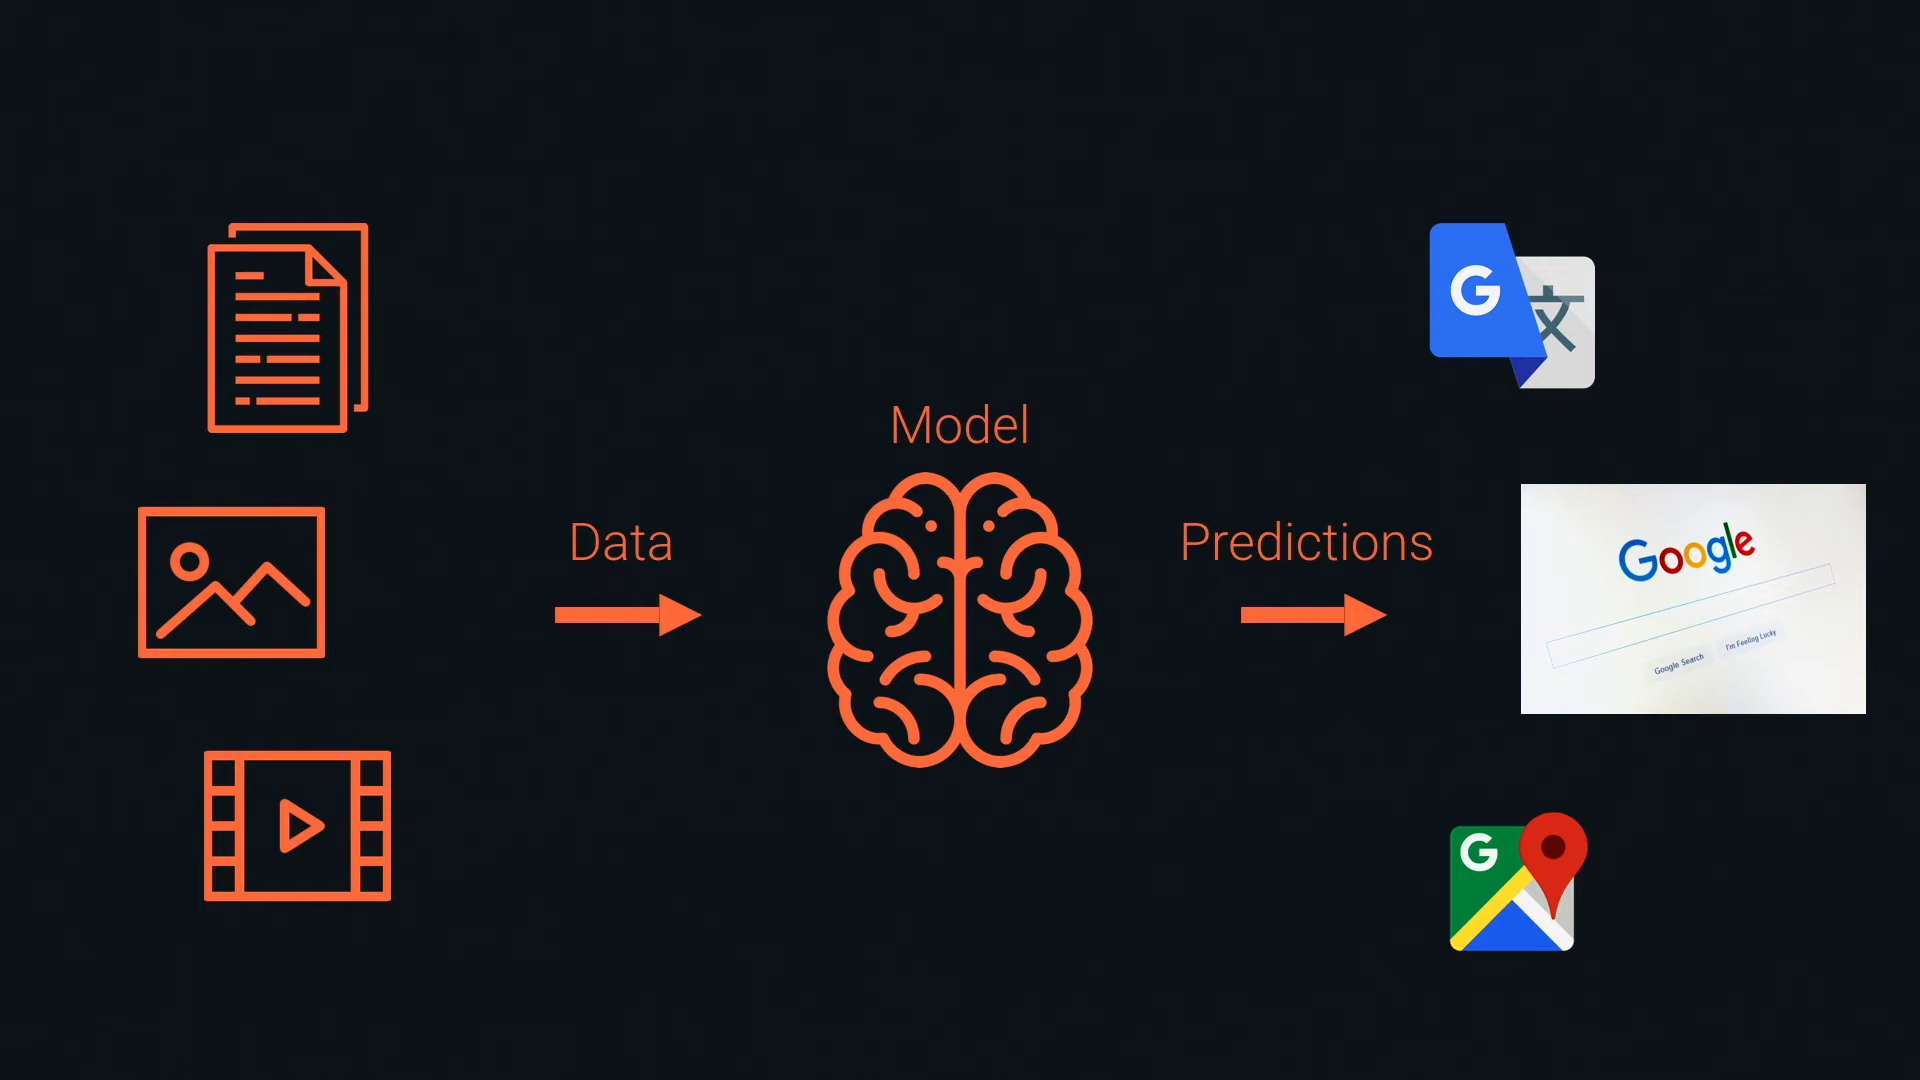 Model
Data
Predictions
G
文
Google
Google Search
I'm Feeling Lucky
G